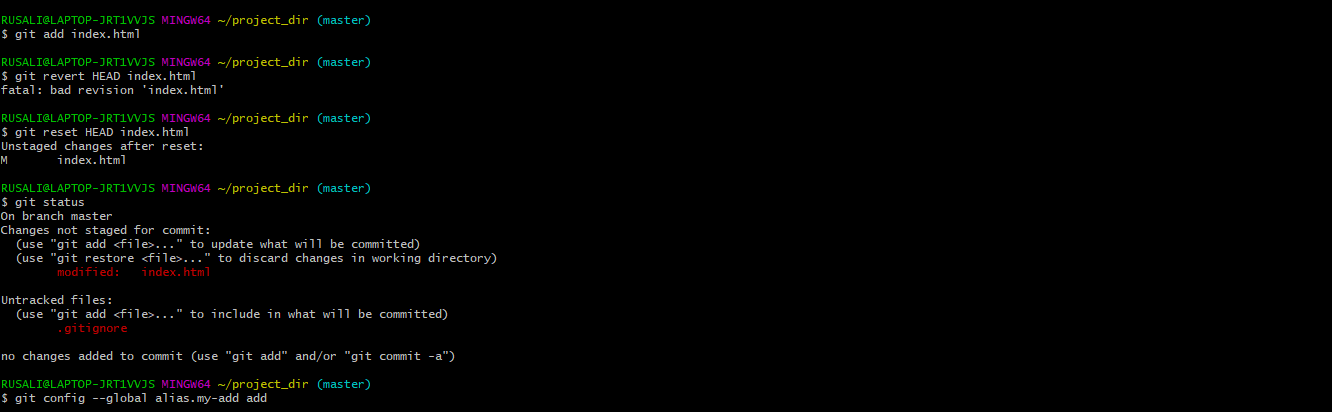 RUSALI@LAPTOP-JRT1VVJS MINGW64 ~/project_dir (master)
$ git add index.html
RUSALI@LAPTOP-JRT1VVJS MINGW64 ~/project_dir (master)
$ git revert HEAD index.html
fatal: bad revision 'index.html'
RUSALI@LAPTOP-JRT1VVJS MINGW64 ~/project_dir (master)
$ git reset HEAD index.html
Unstaged changes after reset:
M       index.html
RUSALI@LAPTOP-JRT1VVJS MINGW64 ~/project_dir (master)
$ git status
On branch master
Changes not staged for commit:
  (use "git add <file>..." to update what will be committed)
  (use "git restore <file>..." to discard changes in working directory)
        modified:   index.html
Untracked files:
  (use "git add <file>..." to include in what will be committed)
        .gitignore
no changes added to commit (use "git add" and/or "git commit -a")
RUSALI@LAPTOP-JRT1VVJS MINGW64 ~/project_dir (master)
$ git config --global alias.my-add add